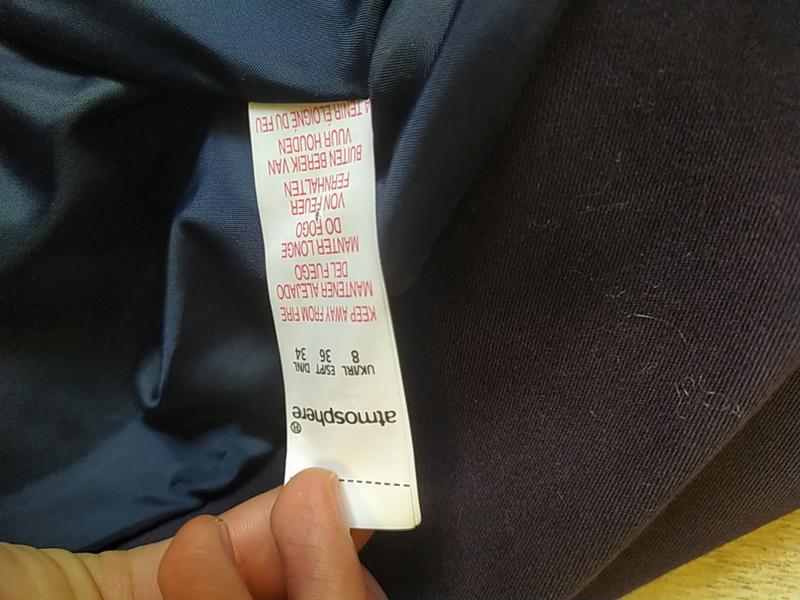 atmosphere®
UK/IRL ES/PT D/NL
8 36 34
KEEP AWAY FROM FIRE
MANTENER ALEJADO
DEL FUEGO
MANTER LONGE
DO FOGO
VON FEUER
FERNHALTEN
BUITEN BEREIK VAN
VUUR HOUDEN
TENIR ÉLOIGNÉ DU FEU